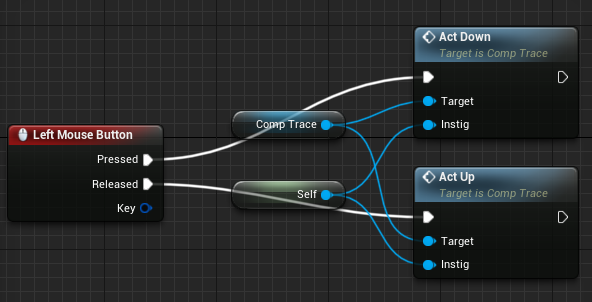 Left Mouse Button
Pressed
Released
Key
Comp Trace
Self
Act Down
Target is Comp Trace
Target
Instig
Act Up
Target is Comp Trace
Target
Instig